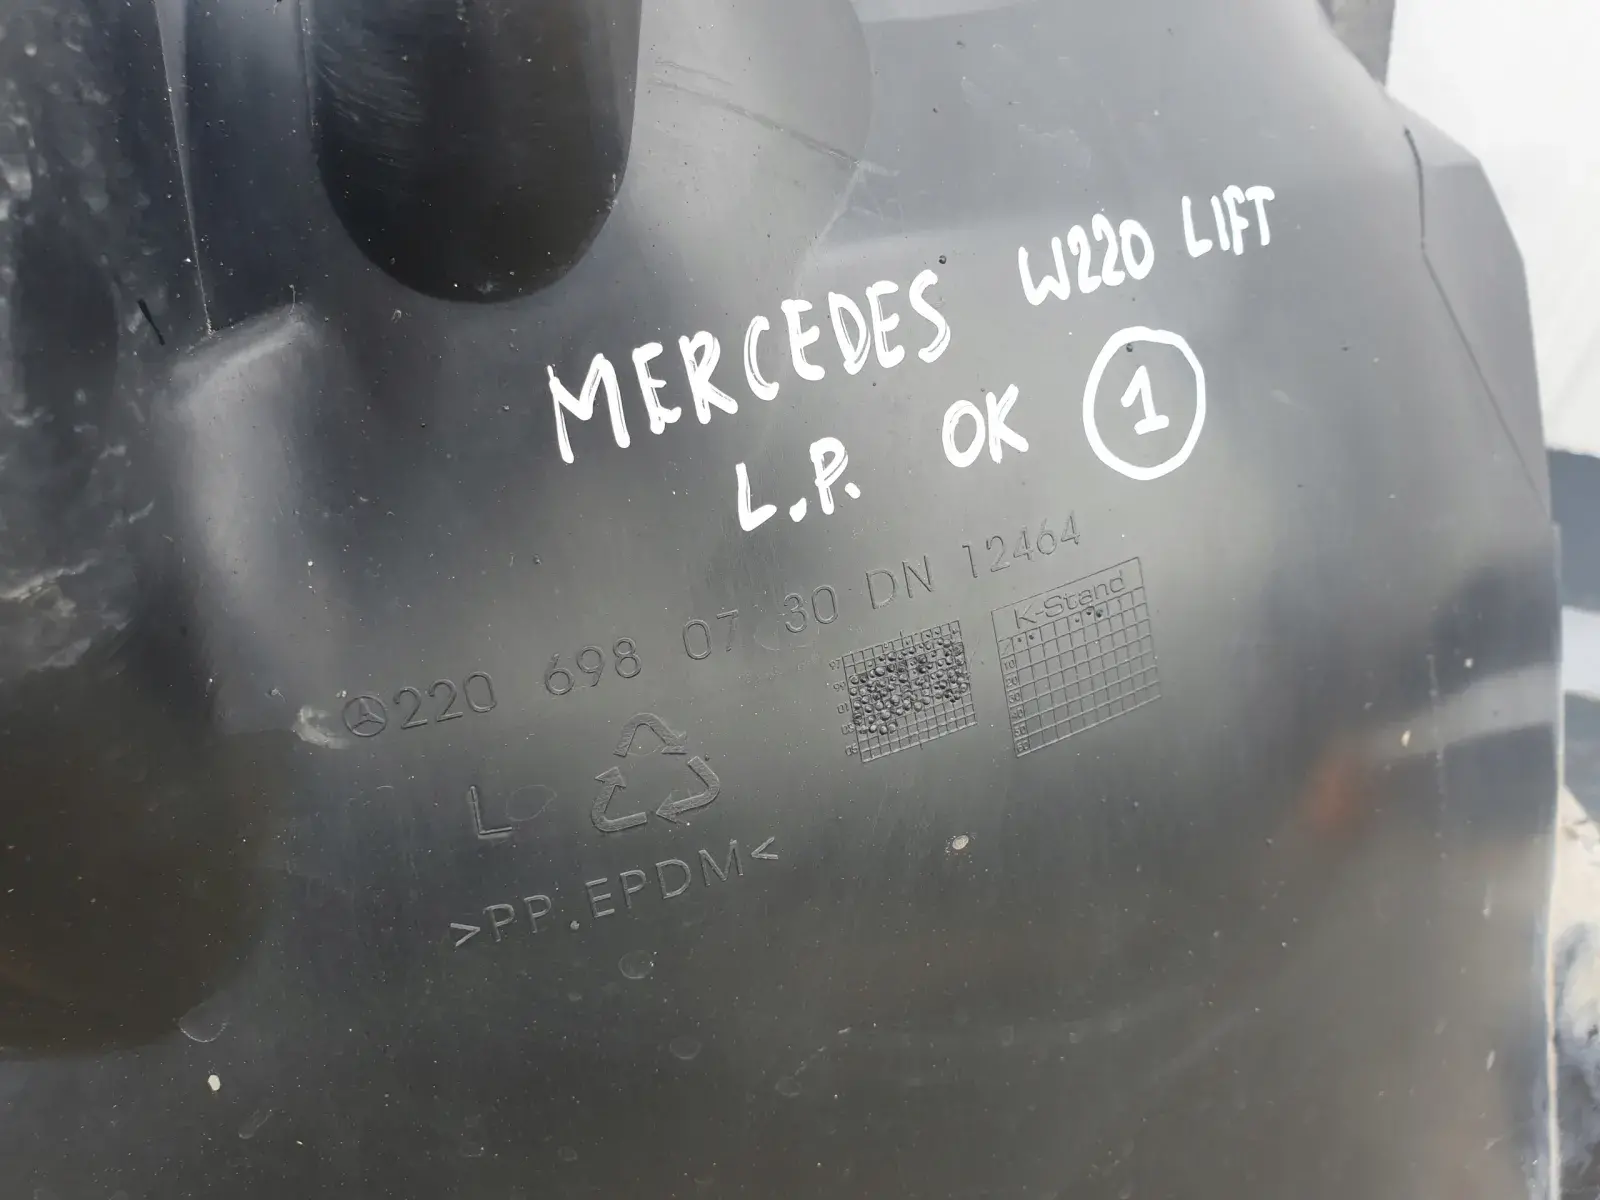 MERCEDES W220 LIFT
L.P. OK 1
220 698 07 30 DN 12464
K-Stand
L
>PP.EPDM<